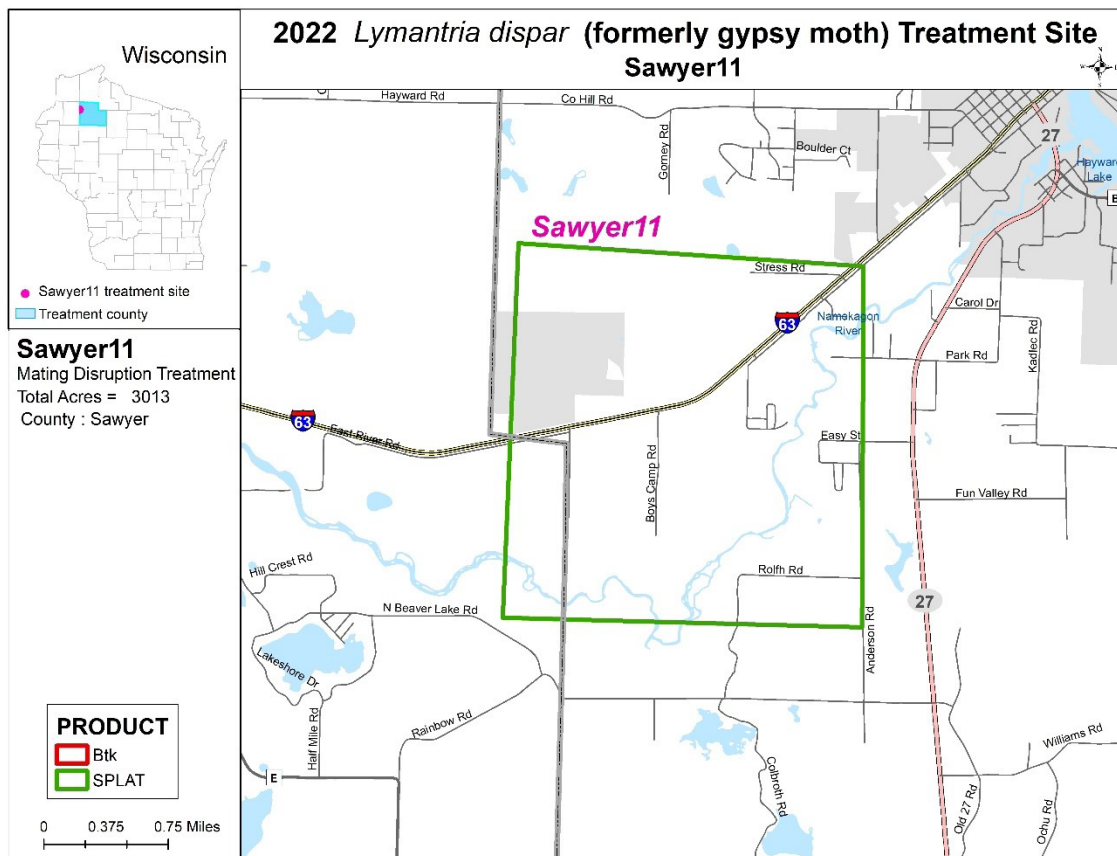 2022 Lymantria dispar (formerly gypsy moth) Treatment Site
Sawyer11
Wisconsin
Sawyer11 treatment site
Treatment county
Sawyer11
Mating Disruption Treatment
Total Acres = 3013
County : Sawyer
PRODUCT
Btk
SPLAT
0 0.375 0.75 Miles
Hayward Rd
Co Hill Rd
Gorney Rd
Boulder Ct
27
Hayward
Lake
B
Sawyer11
Stress Rd
63
Namekagon
River
Carol Dr
Kadlec Rd
Park Rd
63
East River Rd
Boys Camp Rd
Easy St
Fun Valley Rd
Hill Crest Rd
N Beaver Lake Rd
Rolfh Rd
27
Anderson Rd
Lakeshore Dr
Half Mile Rd
Rainbow Rd
E
Colbroth Rd
Williams Rd
Old 27 Rd
Ochu Rd